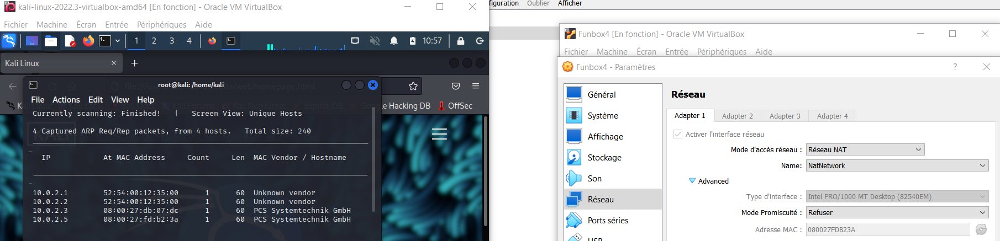 kali-linux-2022.3-virtualbox-amd64 [En fonction] - Oracle VM VirtualBox
Fichier Machine Écran Entrée Périphériques Aide
1 2 3 4 10:57
Kali Linux
root@kali: /home/kali
File Actions Edit View Help
Hacking DB OffSec
Currently scanning: Finished! | Screen View: Unique Hosts
4 Captured ARP Req/Rep packets, from 4 hosts. Total size: 240
IP At MAC Address Count Len MAC Vendor / Hostname
10.0.2.1 52:54:00:12:35:00 1 60 Unknown vendor
10.0.2.2 52:54:00:12:35:00 1 60 Unknown vendor
10.0.2.3 08:00:27:db:07:dc 1 60 PCS Systemtechnik GmbH
10.0.2.5 08:00:27:fd:b2:3a 1 60 PCS Systemtechnik GmbH
figuration Oublier Afficher
Funbox4 [En fonction] - Oracle VM VirtualBox
Fichier Machine Écran Entrée Périphériques Aide
Funbox4 - Paramètres
Général
Système
Affichage
Stockage
Son
Réseau
Ports séries
USB
Réseau
Adapter 1 Adapter 2 Adapter 3 Adapter 4
Activer l'interface réseau
Mode d'accès réseau : Réseau NAT
Name: NatNetwork
Advanced
Type d'interface : Intel PRO/1000 MT Desktop (82540EM)
Mode Promiscuité : Refuser
Adresse MAC : 080027FDB23A